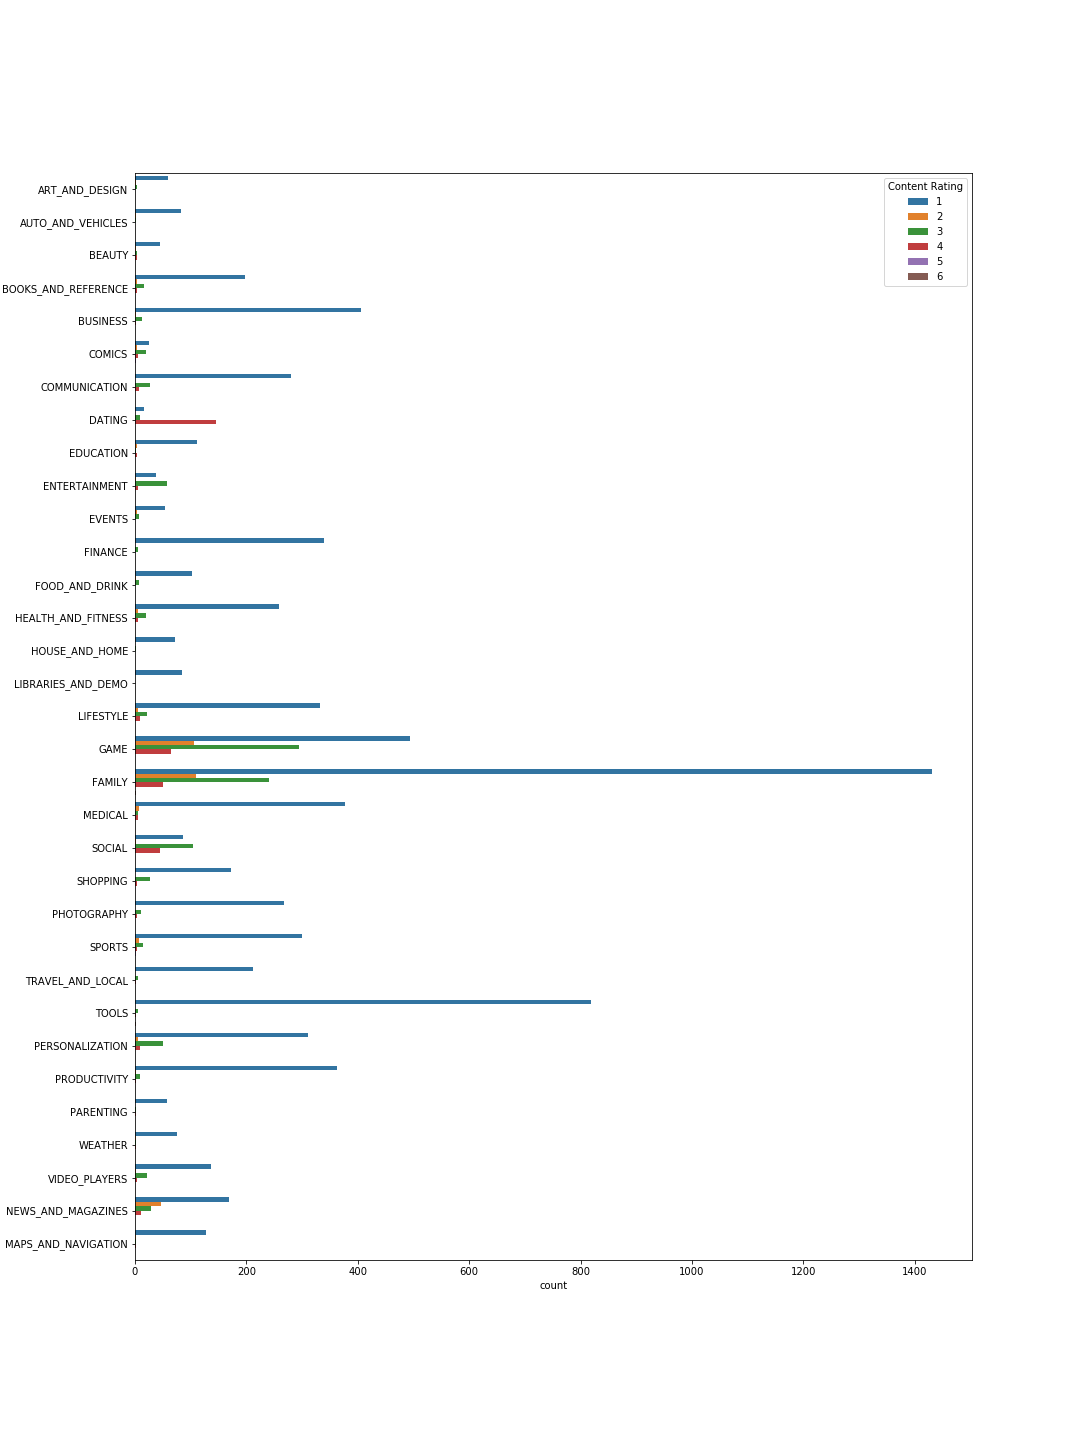 Content Rating
1
2
3
4
5
6
ART_AND_DESIGN
AUTO_AND_VEHICLES
BEAUTY
BOOKS_AND_REFERENCE
BUSINESS
COMICS
COMMUNICATION
DATING
EDUCATION
ENTERTAINMENT
EVENTS
FINANCE
FOOD_AND_DRINK
HEALTH_AND_FITNESS
HOUSE_AND_HOME
LIBRARIES_AND_DEMO
LIFESTYLE
GAME
FAMILY
MEDICAL
SOCIAL
SHOPPING
PHOTOGRAPHY
SPORTS
TRAVEL_AND_LOCAL
TOOLS
PERSONALIZATION
PRODUCTIVITY
PARENTING
WEATHER
VIDEO_PLAYERS
NEWS_AND_MAGAZINES
MAPS_AND_NAVIGATION
0 200 400 600 800 1000 1200 1400
count